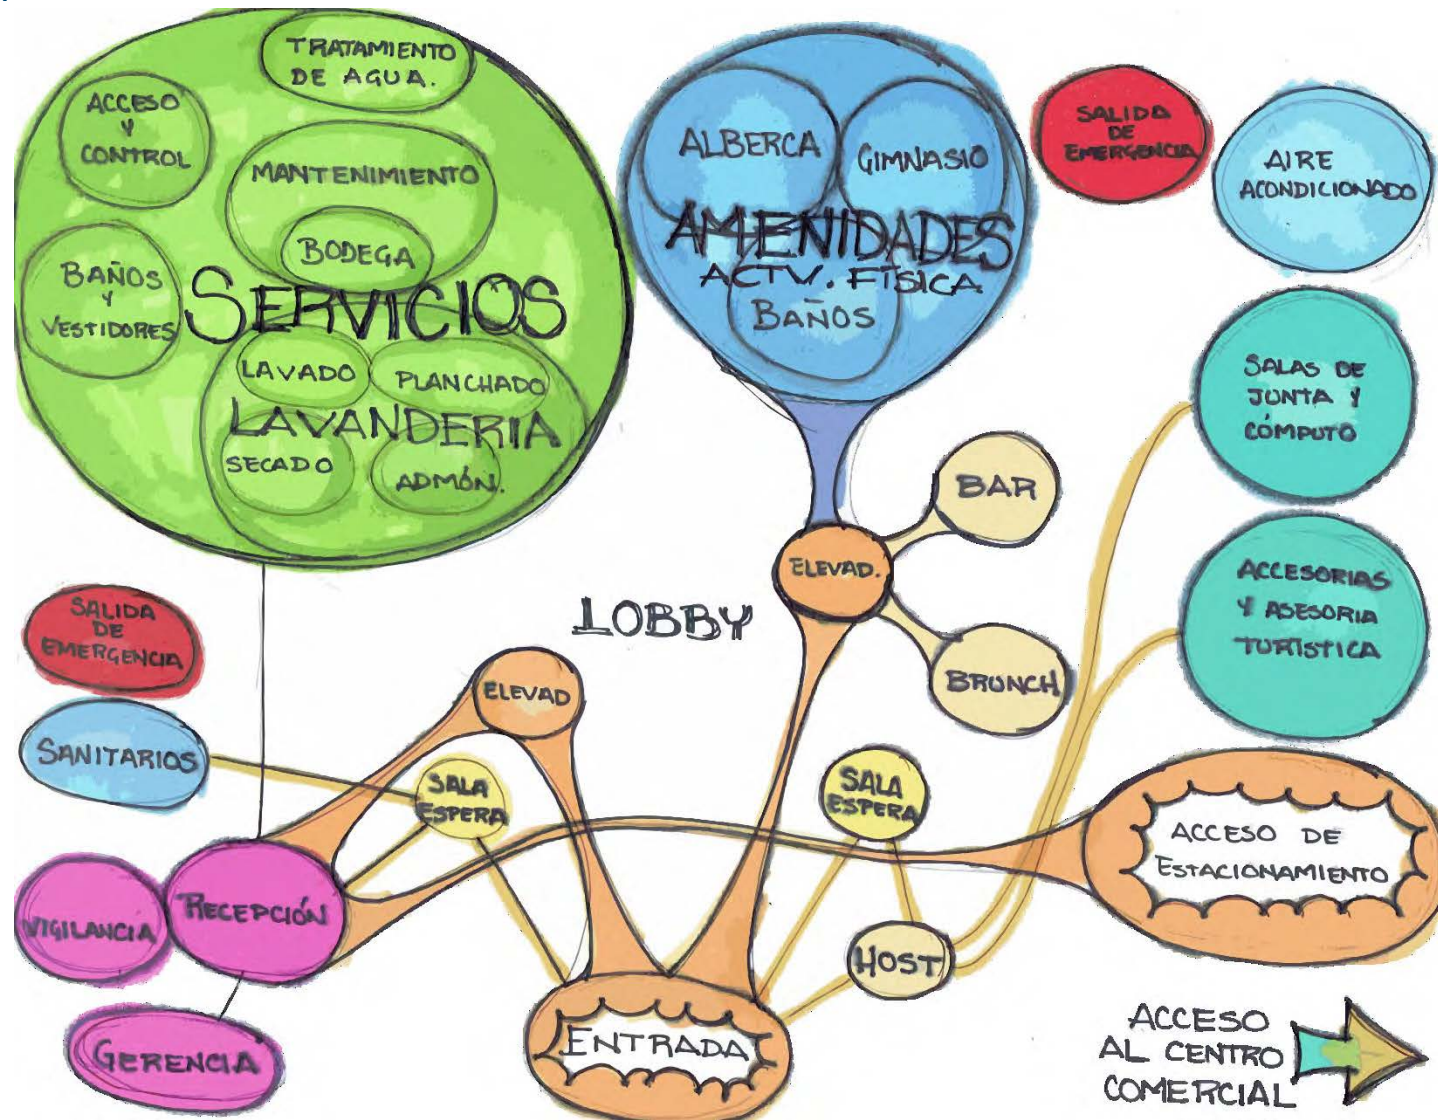 TRATAMIENTO
DE AGUA.
ACCESO
Y
CONTROL
MANTENIMIENTO
BODEGA
BAÑOS
Y
VESTIDORES
SERVICIOS
LAVADO
PLANCHADO
LAVANDERIA
SECADO
ADMÓN.
ALBERCA
GIMNASIO
AMENIDADES
ACTV. FÍSICA
BAÑOS
SALIDA
DE
EMERGENCIA
AIRE
ACONDICIONADO
SALAS DE
JUNTA Y
CÓMPUTO
BAR
ELEVAD.
BRUNCH
ACCESORIAS
Y ASESORIA
TURÍSTICA
LOBBY
SALIDA
DE
EMERGENCIA
ELEVAD
SANITARIOS
SALA
ESPERA
SALA
ESPERA
ACCESO DE
ESTACIONAMIENTO
VIGILANCIA
RECEPCIÓN
HOST
GERENCIA
ENTRADA
ACCESO
AL CENTRO
COMERCIAL